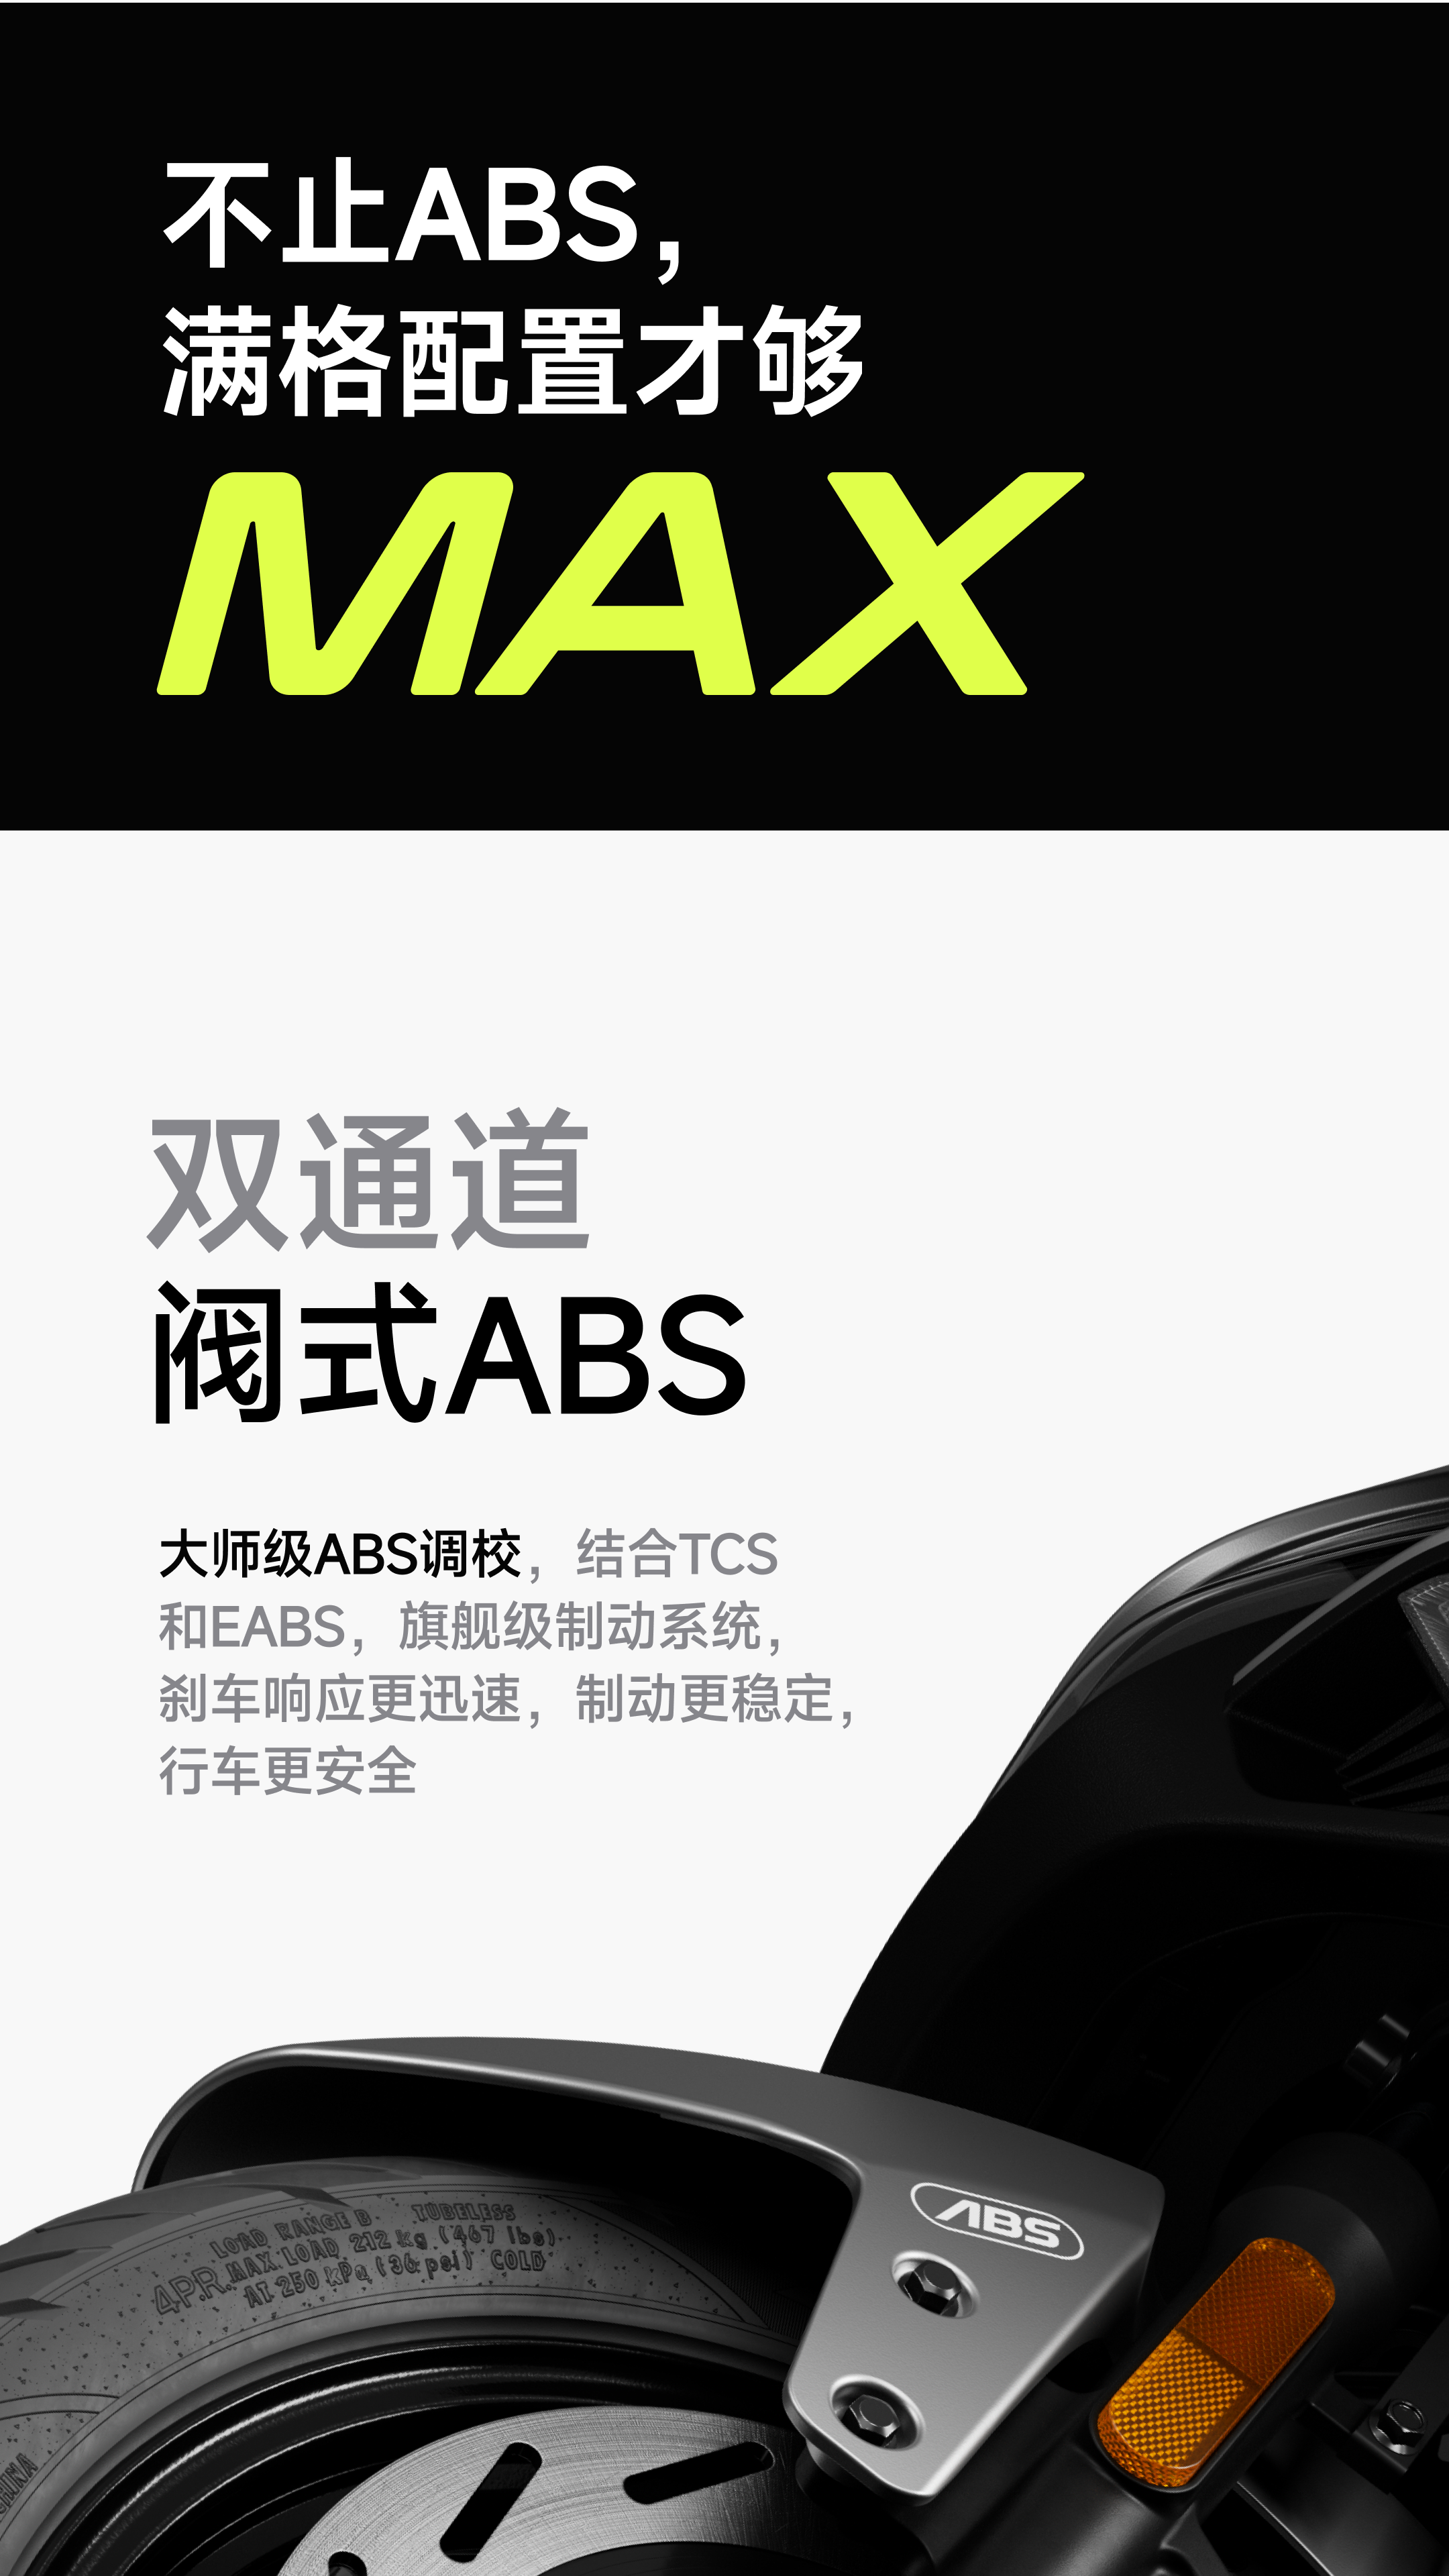 不止ABS，
满格配置才够
MAX
双通道
阀式ABS
大师级ABS调校，结合TCS
和EABS，旗舰级制动系统，
刹车响应更迅速，制动更稳定，
行车更安全
ABS
LOAD RANGE B TUBELESS
4PR. MAX.LOAD 212 kg (467 lbs)
AT 250 kPa (36 psi) COLD
CHINA